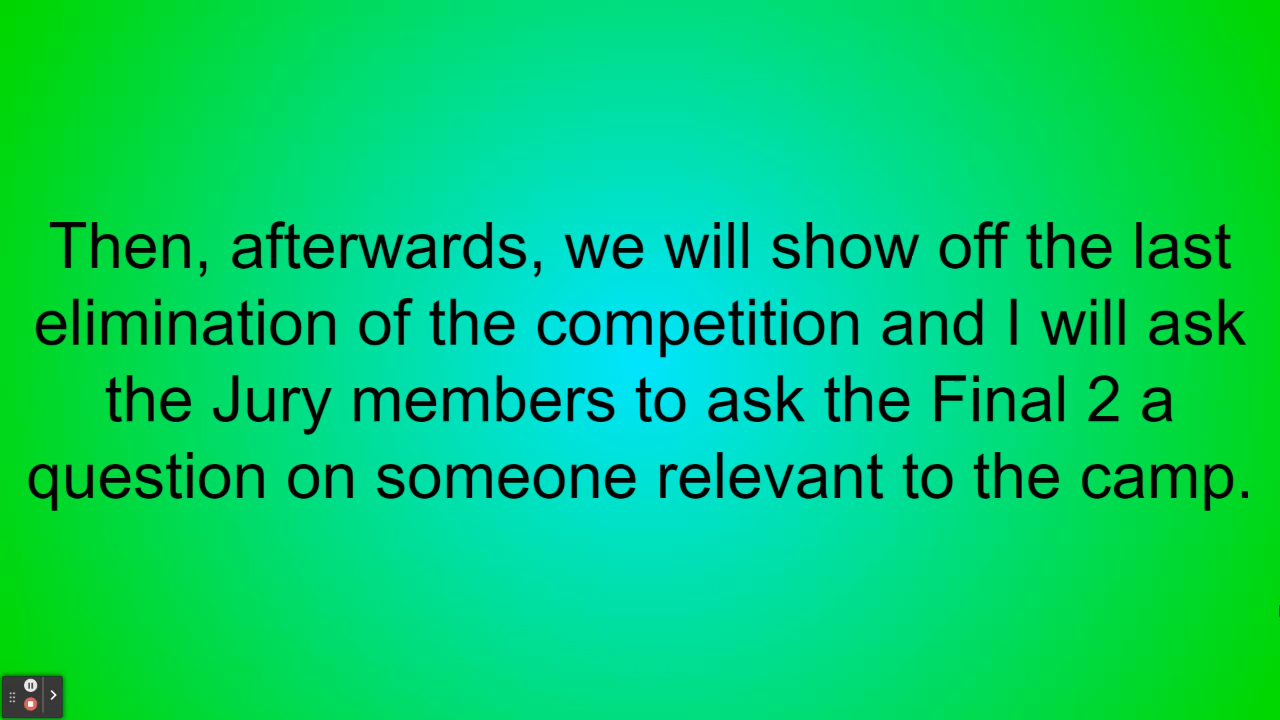 Then, afterwards, we will show off the last
elimination of the competition and I will ask
the Jury members to ask the Final 2 a
question on someone relevant to the camp.